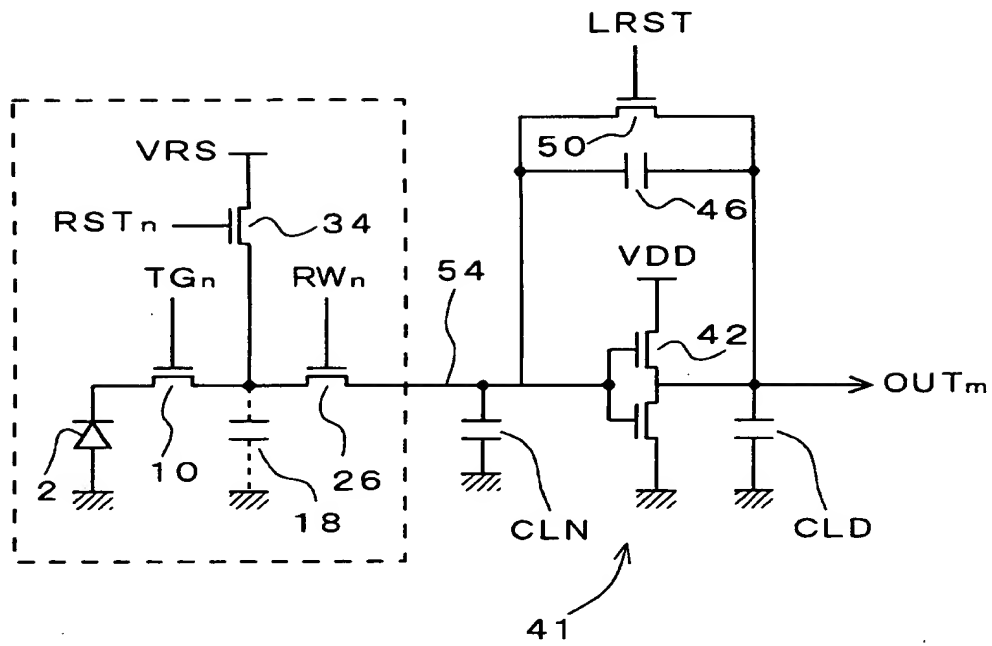 LRST
50
VRS
46
RSTn
34
VDD
TGn
RWn
54
42
OUTm
2
10
26
18
CLN
CLD
41